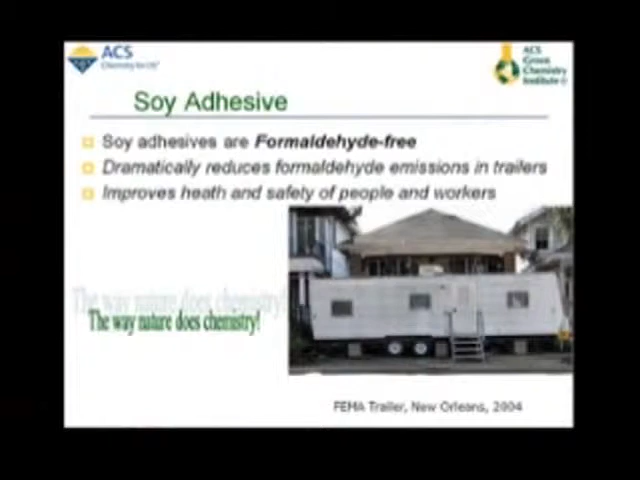 ACS
Chemistry for Life®
ACS
Green
Chemistry
Institute®
Soy Adhesive
Soy adhesives are Formaldehyde-free
Dramatically reduces formaldehyde emissions in trailers
Improves heath and safety of people and workers
The way nature does chemistry!
The way nature does chemistry!
FEMA Trailer, New Orleans, 2004